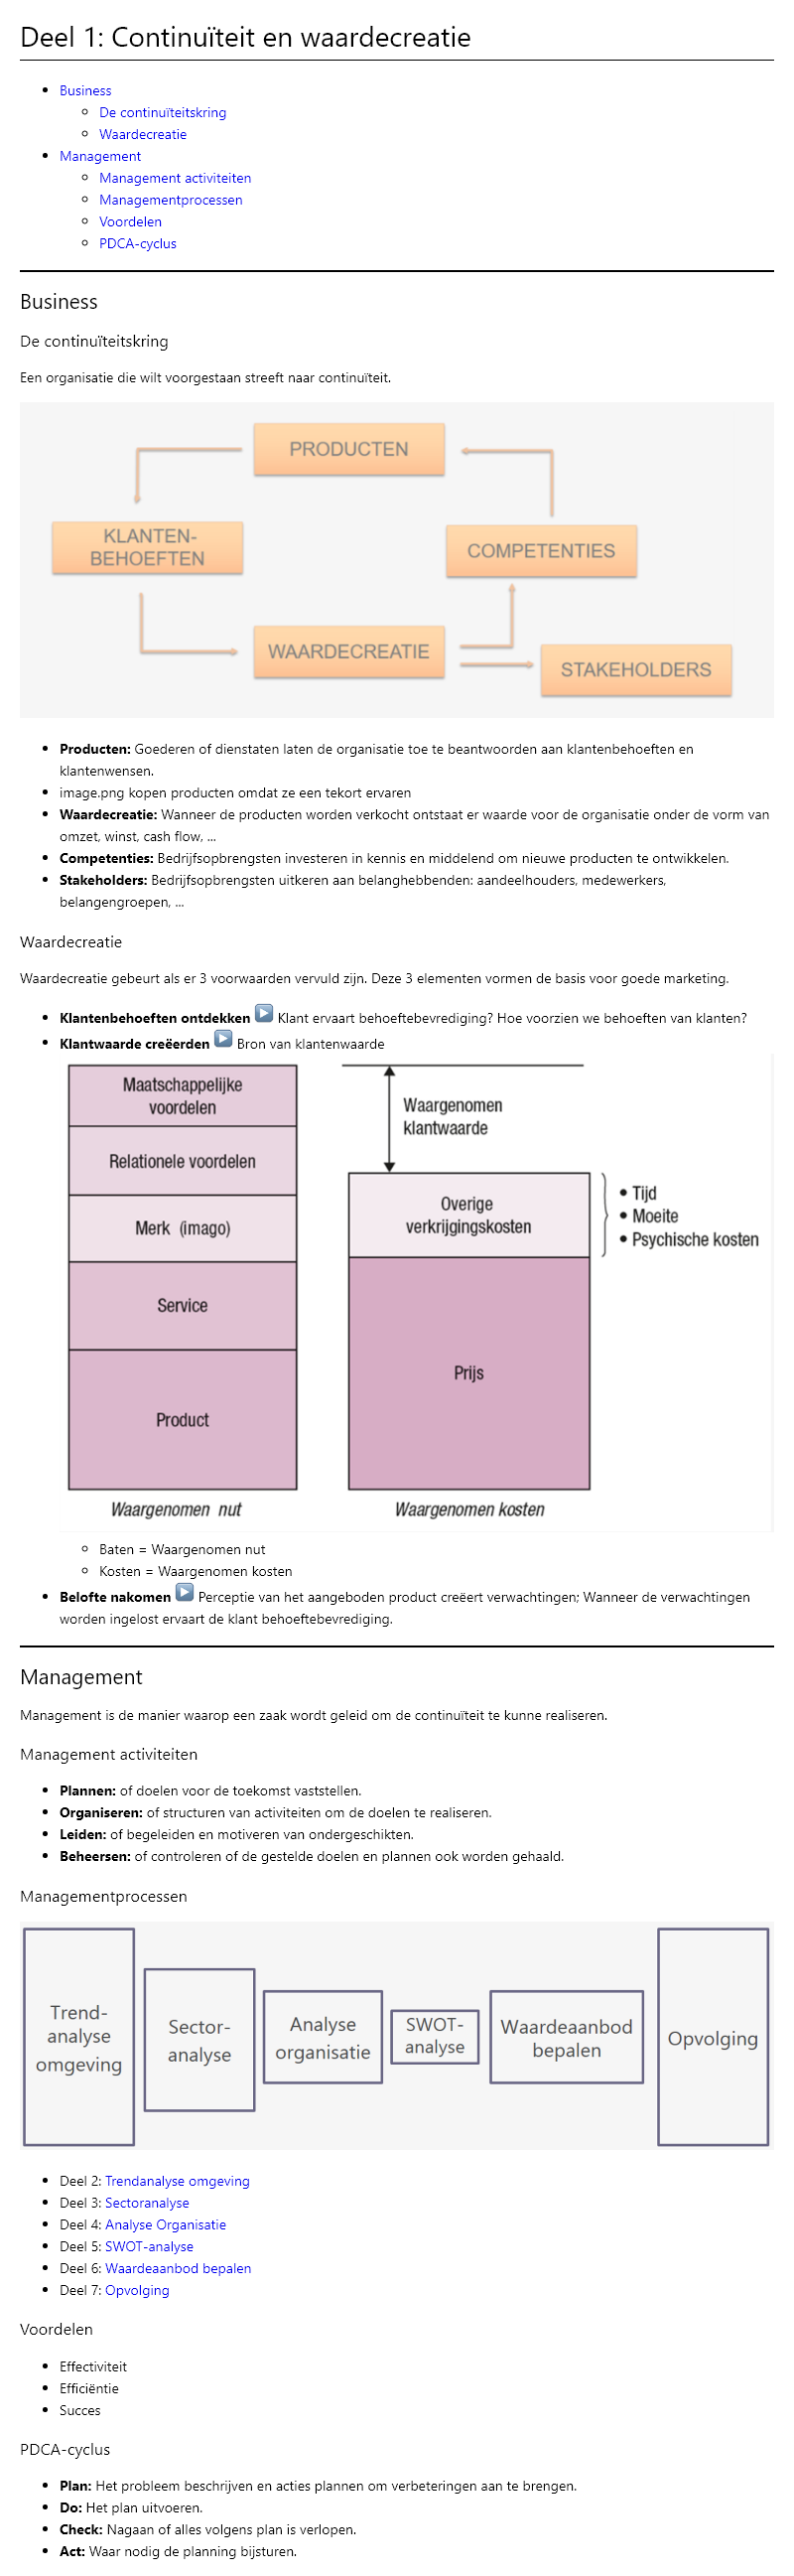 Deel 1: Continuïteit en waardecreatie
Business
De continuïteitskring
Waardecreatie
Management
Management activiteiten
Managementprocessen
Voordelen
PDCA-cyclus
Business
De continuïteitskring
Een organisatie die wilt voorgestaan streeft naar continuïteit.
PRODUCTEN
KLANTEN-
BEHOEFTEN
COMPETENTIES
WAARDECREATIE
STAKEHOLDERS
Producten: Goederen of dienstaten laten de organisatie toe te beantwoorden aan klantenbehoeften en
klantenwensen.
image.png kopen producten omdat ze een tekort ervaren
Waardecreatie: Wanneer de producten worden verkocht ontstaat er waarde voor de organisatie onder de vorm van
omzet, winst, cash flow, ...
Competenties: Bedrijfsopbrengsten investeren in kennis en middelend om nieuwe producten te ontwikkelen.
Stakeholders: Bedrijfsopbrengsten uitkeren aan belanghebbenden: aandeelhouders, medewerkers,
belangengroepen, ...
Waardecreatie
Waardecreatie gebeurt als er 3 voorwaarden vervuld zijn. Deze 3 elementen vormen de basis voor goede marketing.
Klantenbehoeften ontdekken ▶️ Klant ervaart behoeftebevrediging? Hoe voorzien we behoeften van klanten?
Klantwaarde creëerden ▶️ Bron van klantenwaarde
Maatschappelijke
voordelen
Relationele voordelen
Merk (imago)
Service
Product
Waargenomen nut
Waargenomen
klantwaarde
Overige
verkrijgingskosten
• Tijd
• Moeite
• Psychische kosten
Prijs
Waargenomen kosten
Baten = Waargenomen nut
Kosten = Waargenomen kosten
Belofte nakomen ▶️ Perceptie van het aangeboden product creëert verwachtingen; Wanneer de verwachtingen
worden ingelost ervaart de klant behoeftebevrediging.
Management
Management is de manier waarop een zaak wordt geleid om de continuïteit te kunne realiseren.
Management activiteiten
Plannen: of doelen voor de toekomst vaststellen.
Organiseren: of structuren van activiteiten om de doelen te realiseren.
Leiden: of begeleiden en motiveren van ondergeschikten.
Beheersen: of controleren of de gestelde doelen en plannen ook worden gehaald.
Managementprocessen
Trend-
analyse
omgeving
Sector-
analyse
Analyse
organisatie
SWOT-
analyse
Waardeaanbod
bepalen
Opvolging
Deel 2: Trendanalyse omgeving
Deel 3: Sectoranalyse
Deel 4: Analyse Organisatie
Deel 5: SWOT-analyse
Deel 6: Waardeaanbod bepalen
Deel 7: Opvolging
Voordelen
Effectiviteit
Efficiëntie
Succes
PDCA-cyclus
Plan: Het probleem beschrijven en acties plannen om verbeteringen aan te brengen.
Do: Het plan uitvoeren.
Check: Nagaan of alles volgens plan is verlopen.
Act: Waar nodig de planning bijsturen.